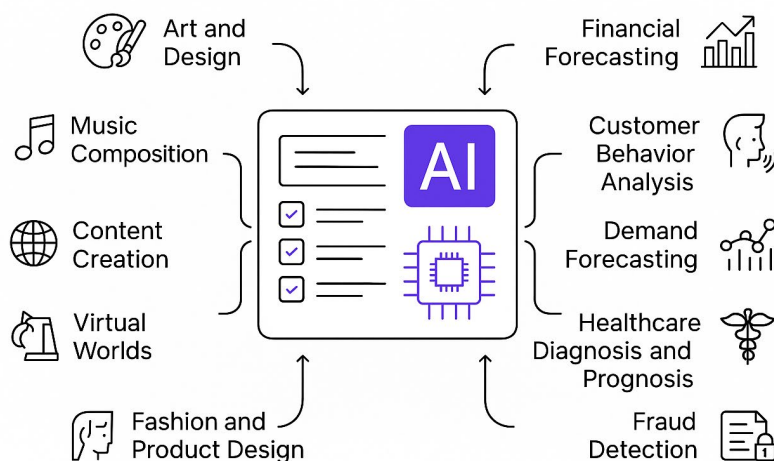 Art and
Design
Music
Composition
Content
Creation
Virtual
Worlds
Fashion and
Product Design
AI
Financial
Forecasting
Customer
Behavior
Analysis
Demand
Forecasting
Healthcare
Diagnosis and
Prognosis
Fraud
Detection
1